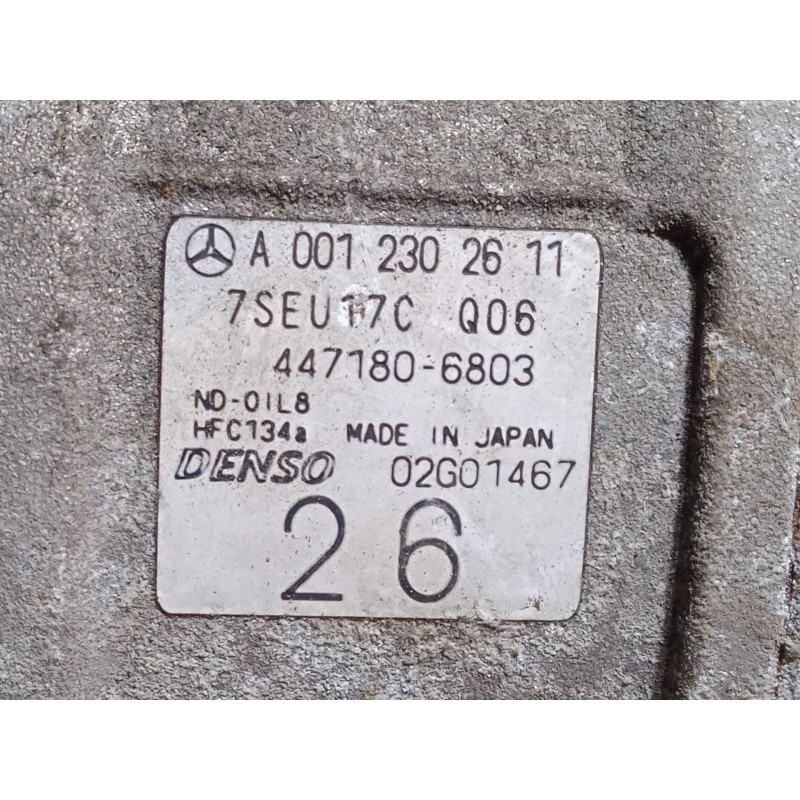 A 001 230 26 11
7SEU17C Q06
447180-6803
ND-OIL8
HFC134a MADE IN JAPAN
DENSO 02G01467
26